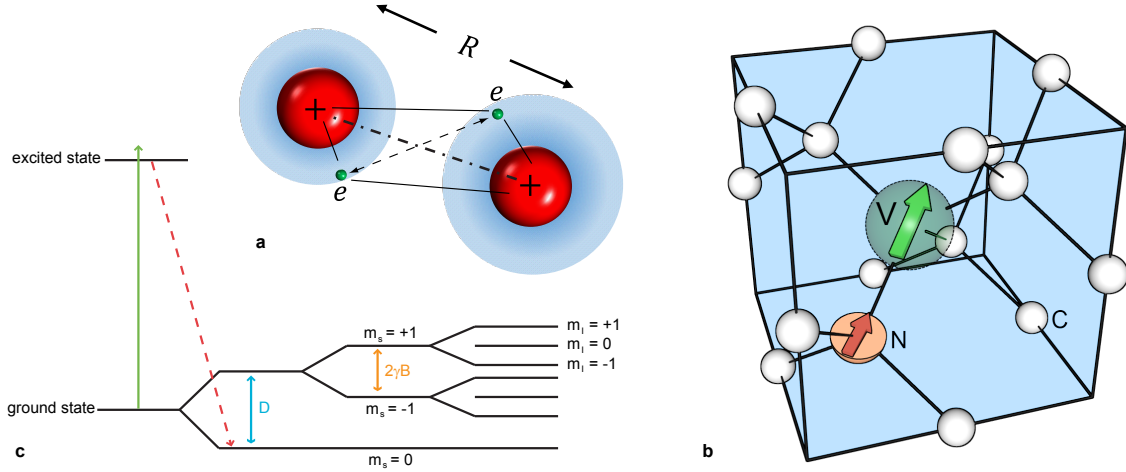 R
+
e
e
+
a
excited state
ground state
D
m_s = +1
2γB
m_s = -1
m_s = 0
m_I = +1
m_I = 0
m_I = -1
c
V
N
C
b